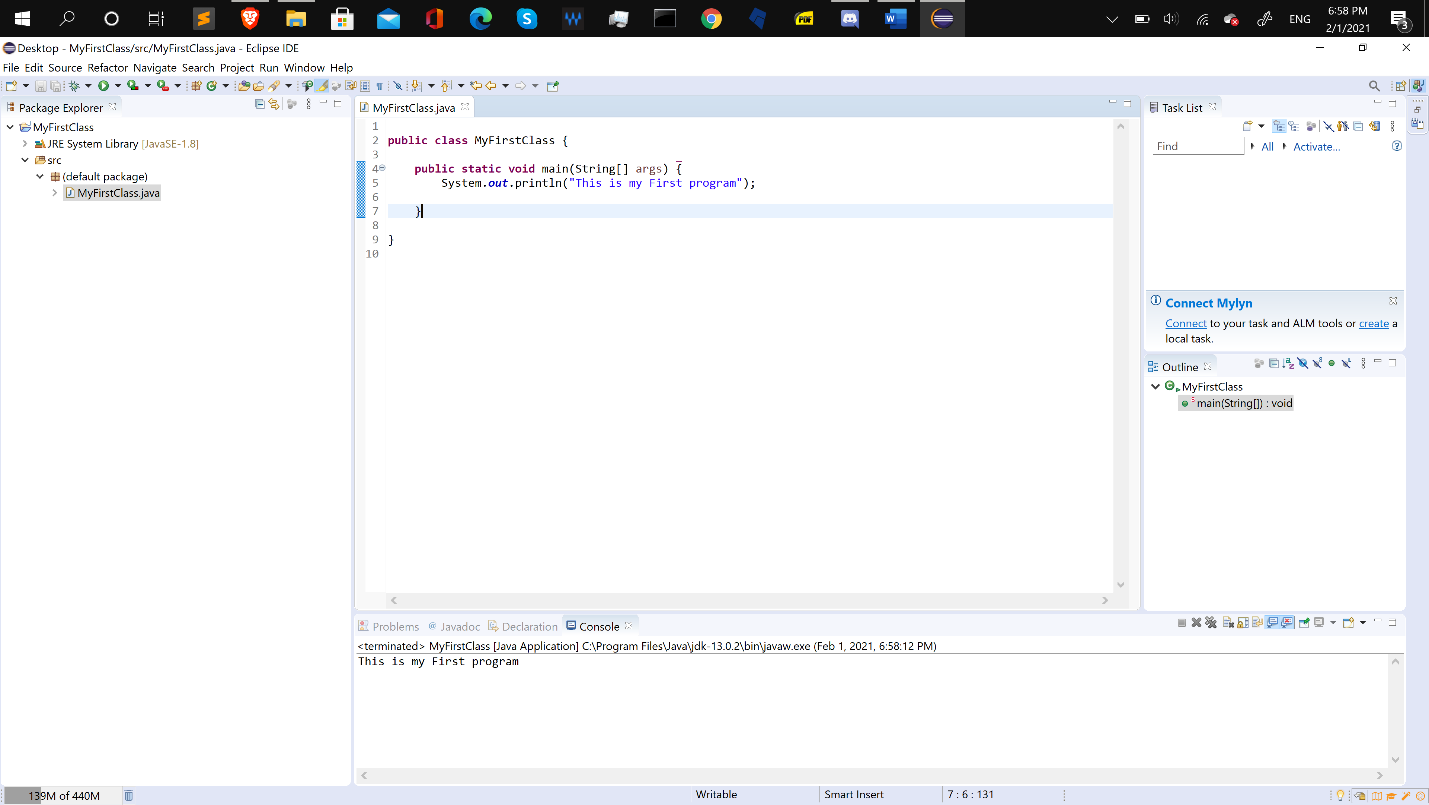 ENG
6:58 PM
2/1/2021
3
Desktop - MyFirstClass/src/MyFirstClass.java - Eclipse IDE
File Edit Source Refactor Navigate Search Project Run Window Help
Package Explorer
MyFirstClass
JRE System Library [JavaSE-1.8]
src
(default package)
MyFirstClass.java
MyFirstClass.java
1
2 public class MyFirstClass {
3
4 public static void main(String[] args) {
5 System.out.println("This is my First program");
6
7 }
8
9 }
10
Task List
Find All Activate...
Connect Mylyn
Connect to your task and ALM tools or create a
local task.
Outline
MyFirstClass
main(String[]) : void
Problems Javadoc Declaration Console
<terminated> MyFirstClass [Java Application] C:\Program Files\Java\jdk-13.0.2\bin\javaw.exe (Feb 1, 2021, 6:58:12 PM)
This is my First program
139M of 440M Writable Smart Insert 7 : 6 : 131